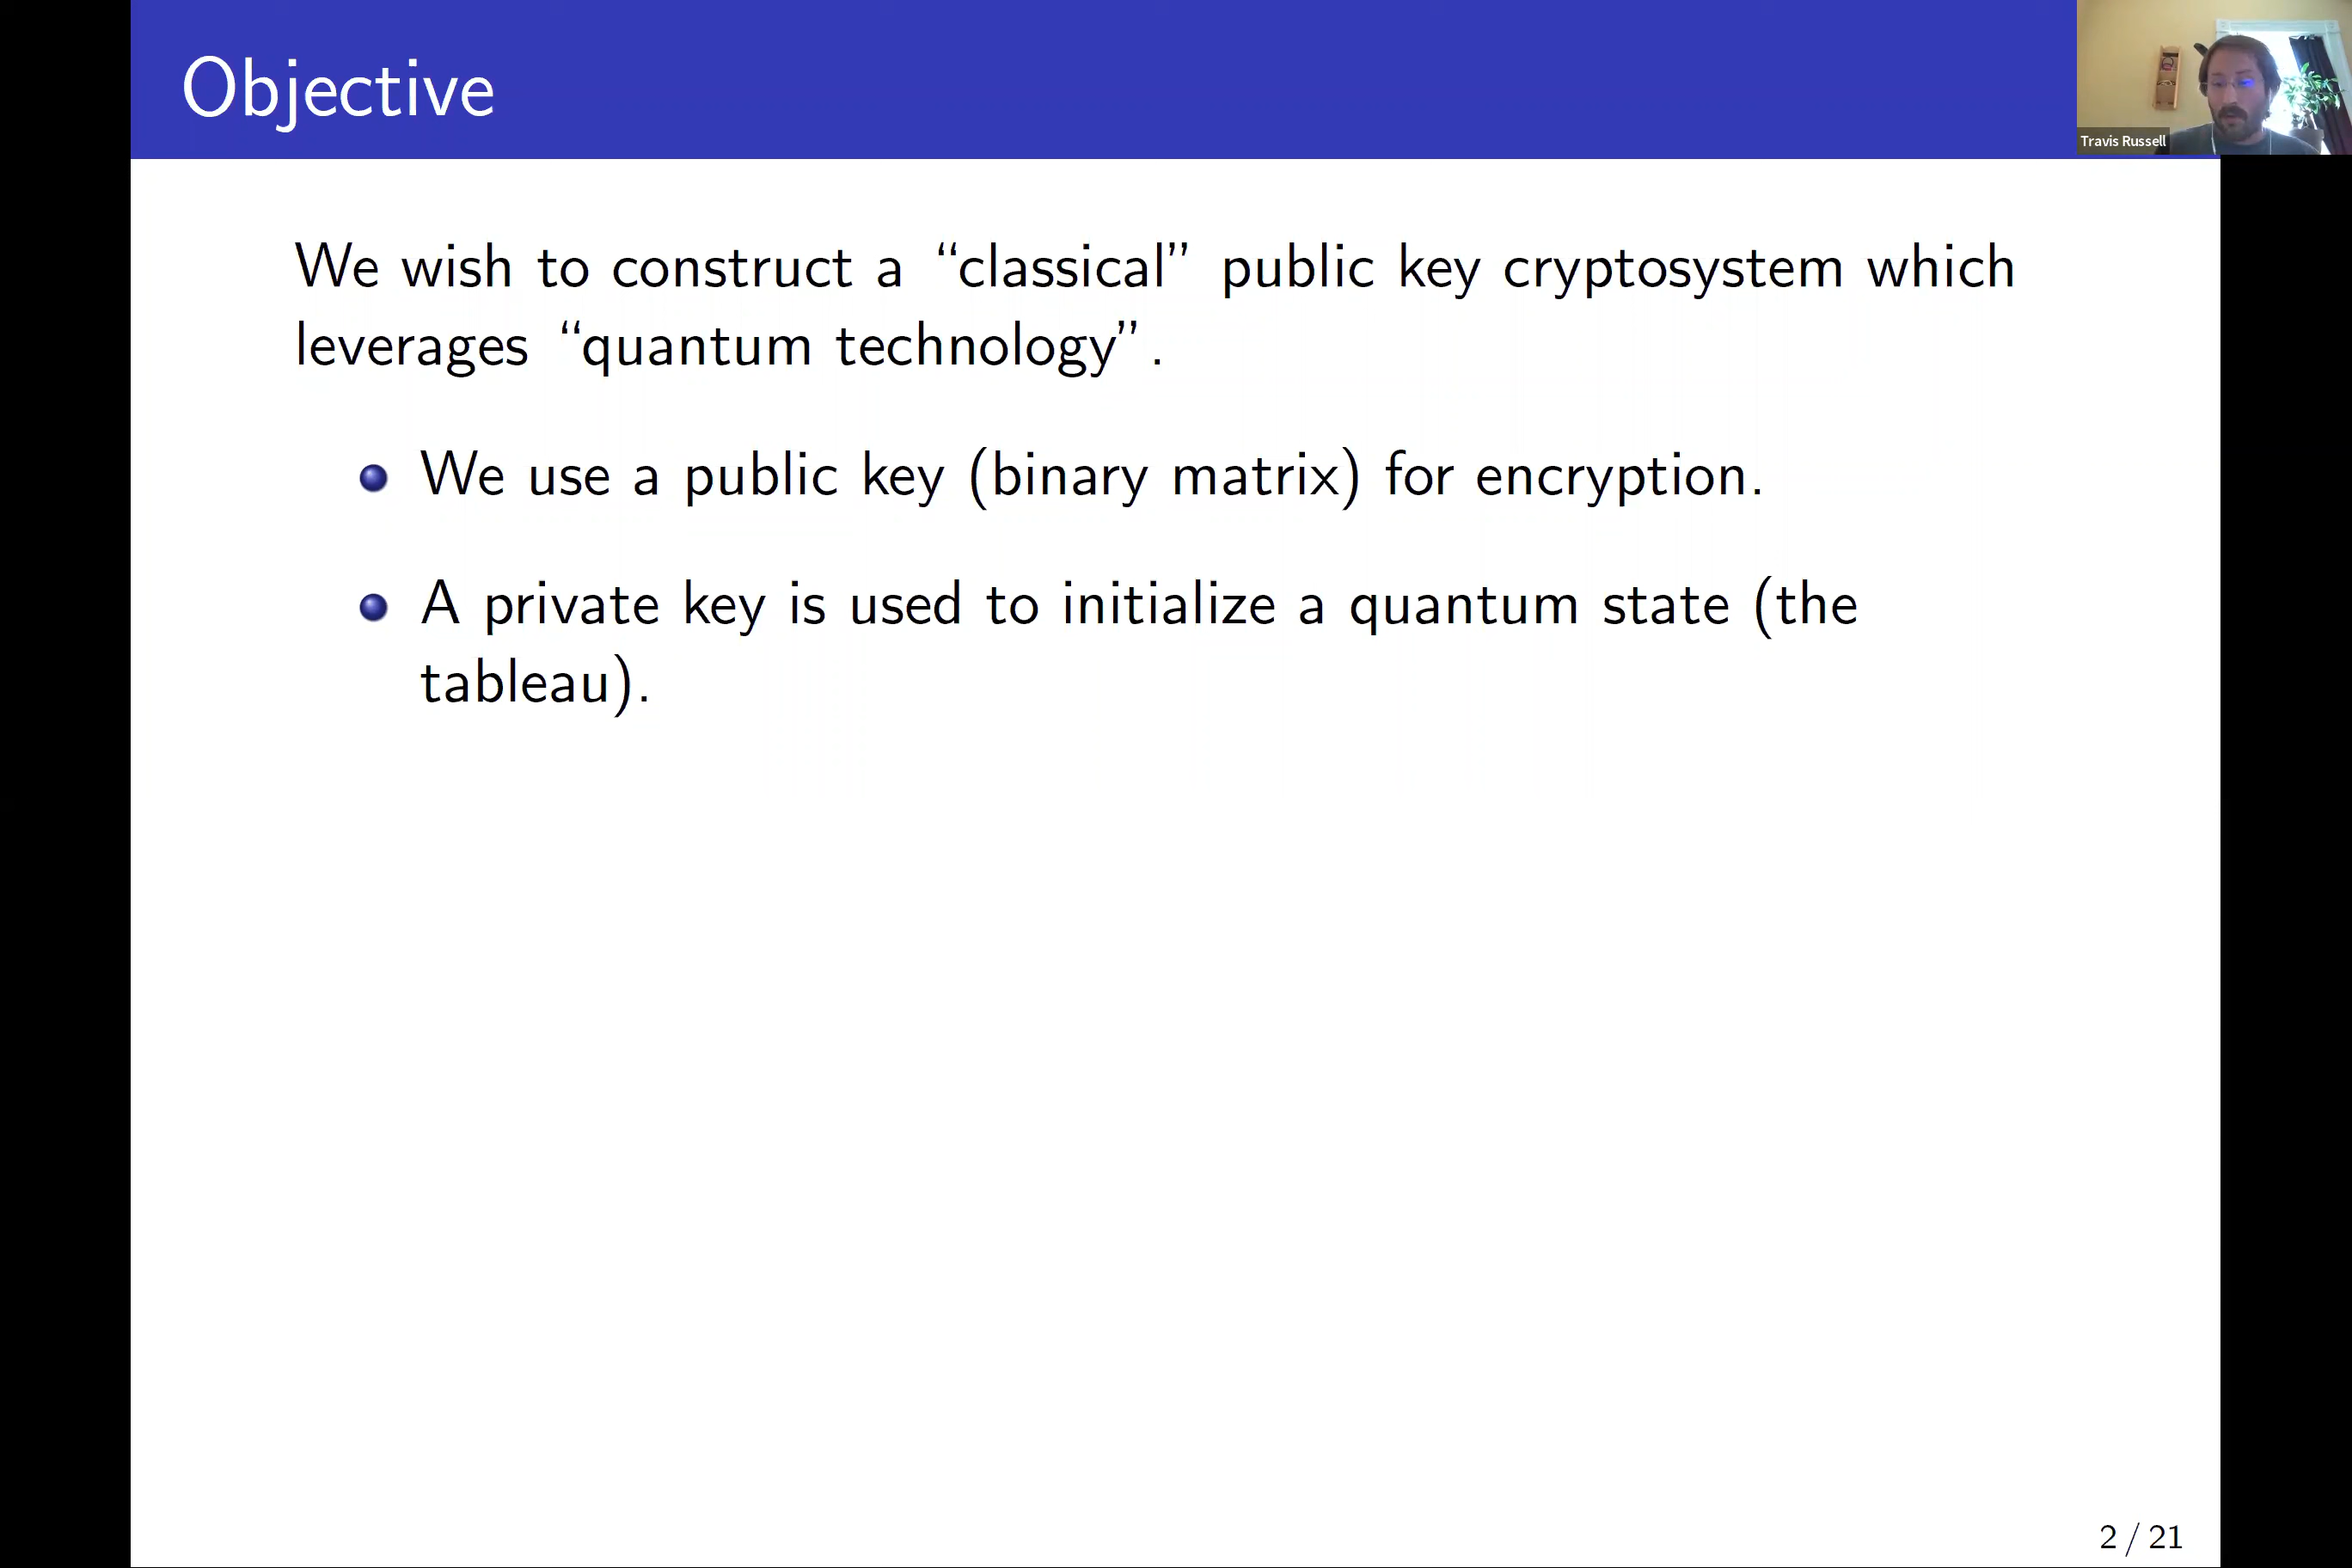 Objective
Travis Russell
We wish to construct a “classical” public key cryptosystem which
leverages “quantum technology”.
We use a public key (binary matrix) for encryption.
A private key is used to initialize a quantum state (the
tableau).
2 / 21